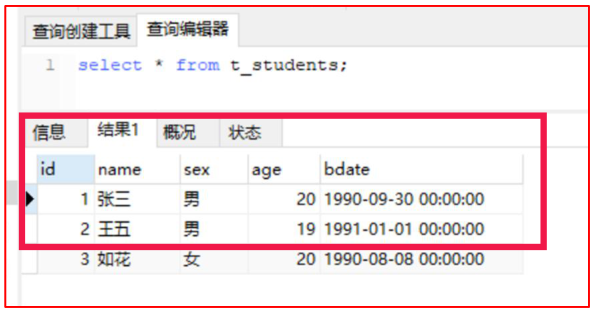 查询创建工具 查询编辑器
1 select * from t_students;
信息 结果1 概况 状态
id name sex age bdate
1 张三 男 20 1990-09-30 00:00:00
2 王五 男 19 1991-01-01 00:00:00
3 如花 女 20 1990-08-08 00:00:00